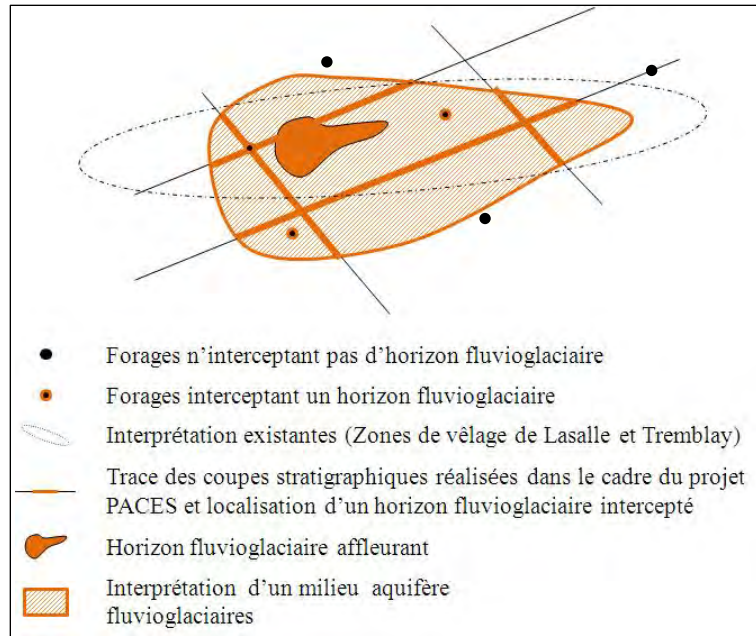 Forages n'interceptant pas d'horizon fluvioglaciaire
Forages interceptant un horizon fluvioglaciaire
Interprétation existantes (Zones de vêlage de Lasalle et Tremblay)
Trace des coupes stratigraphiques réalisées dans le cadre du projet
PACES et localisation d'un horizon fluvioglaciaire intercepté
Horizon fluvioglaciaire affleurant
Interprétation d'un milieu aquifère
fluvioglaciaires